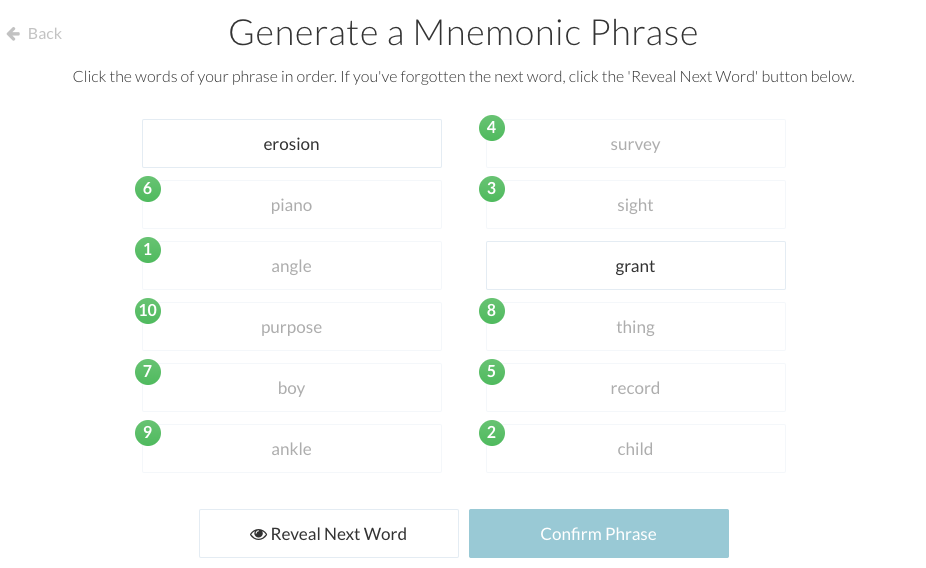 Back
Generate a Mnemonic Phrase
Click the words of your phrase in order. If you've forgotten the next word, click the 'Reveal Next Word' button below.
erosion
4
survey
6
piano
3
sight
1
angle
grant
10
purpose
8
thing
7
boy
5
record
9
ankle
2
child
Reveal Next Word
Confirm Phrase